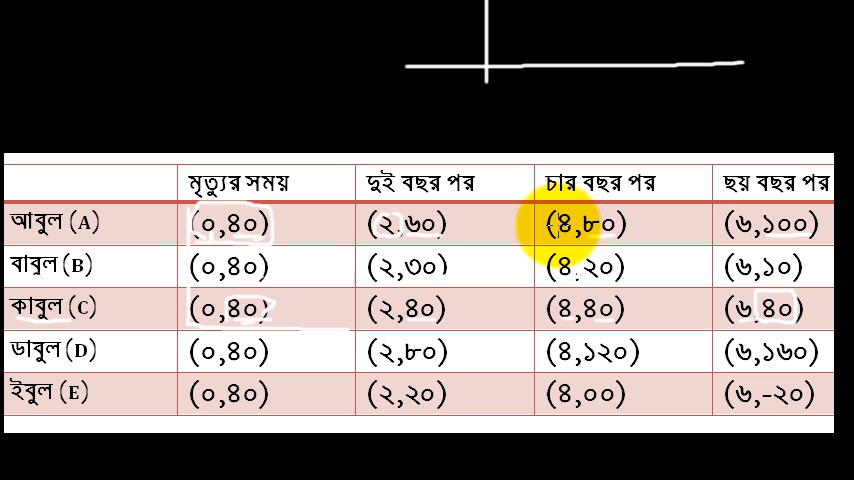 মৃত্যুর সময় দুই বছর পর চার বছর পর ছয় বছর পর
আবুল (A) (০,৪০) (২,৬০) (৪,৮০) (৬,১০০)
বাবুল (B) (০,৪০) (২,৩০) (৪,২০) (৬,১০)
কাবুল (C) (০,৪০) (২,৪০) (৪,৪০) (৬,৪০)
ডাবুল (D) (০,৪০) (২,৮০) (৪,১২০) (৬,১৬০)
ইবুল (E) (০,৪০) (২,২০) (৪,০০) (৬,-২০)